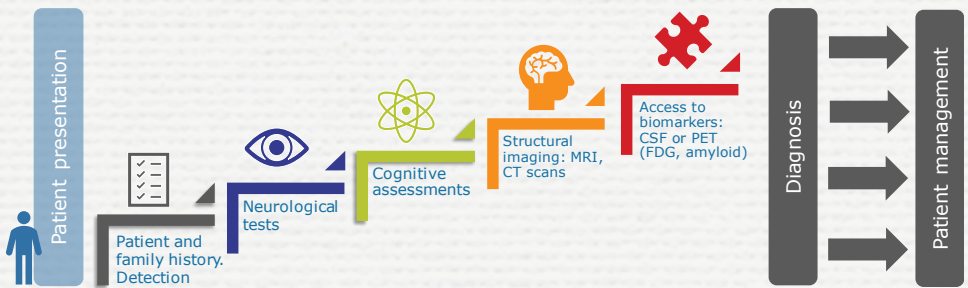 Patient presentation
Patient and
family history.
Detection
Neurological
tests
Cognitive
assessments
Structural
imaging: MRI,
CT scans
Access to
biomarkers:
CSF or PET
(FDG, amyloid)
Diagnosis
Patient management